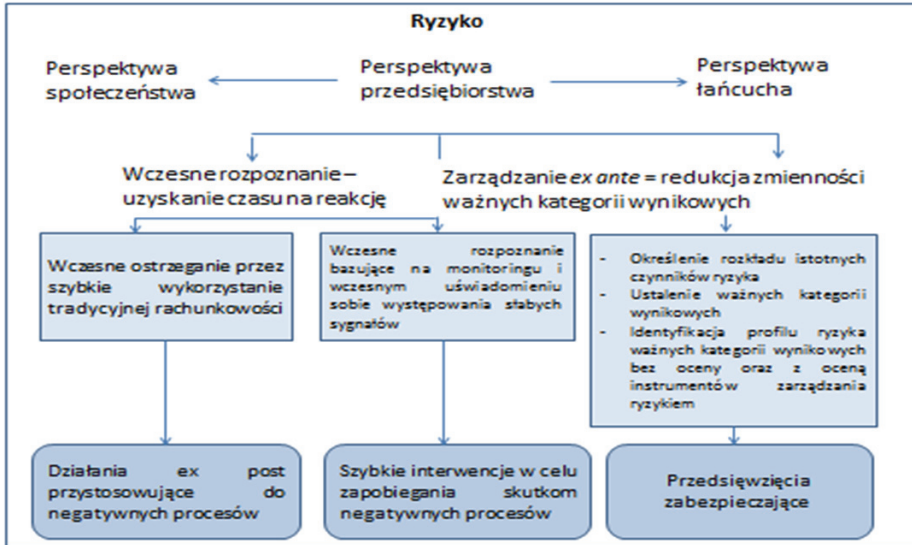 Ryzyko
Perspektywa
społeczeństwa
Perspektywa
przedsiębiorstwa
Perspektywa
łańcucha
Wczesne rozpoznanie –
uzyskanie czasu na reakcję
Zarządzanie ex ante = redukcja zmienności
ważnych kategorii wynikowych
Wczesne ostrzeganie przez
szybkie wykorzystanie
tradycyjnej rachunkowości
Wczesne rozpoznanie
bazujące na monitoringu i
wczesnym uświadomieniu
sobie występowania słabych
sygnałów
- Określenie rozkładu istotnych
czynników ryzyka
- Ustalenie ważnych kategorii
wynikowych
- Identyfikacja profilu ryzyka
ważnych kategorii wynikowych
bez oceny oraz z oceną
instrumentów zarządzania
ryzykiem
Działania ex post
przystosowujące do
negatywnych procesów
Szybkie interwencje w celu
zapobiegania skutkom
negatywnych procesów
Przedsięwzięcia
zabezpieczające